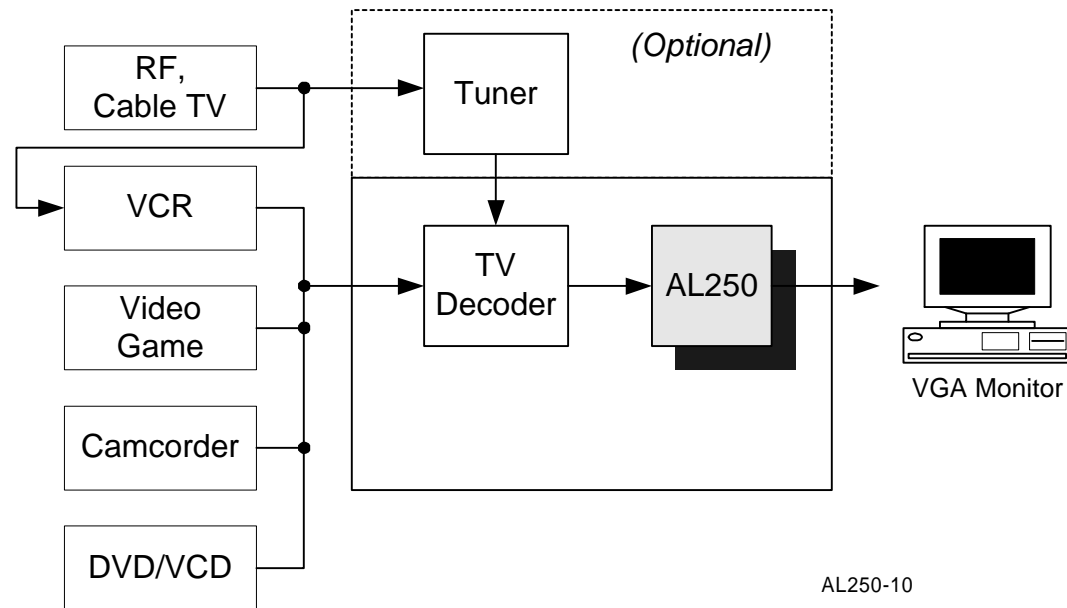 RF,
Cable TV
Tuner
(Optional)
VCR
TV
Decoder
AL250
Video
Game
VGA Monitor
Camcorder
DVD/VCD
AL250-10